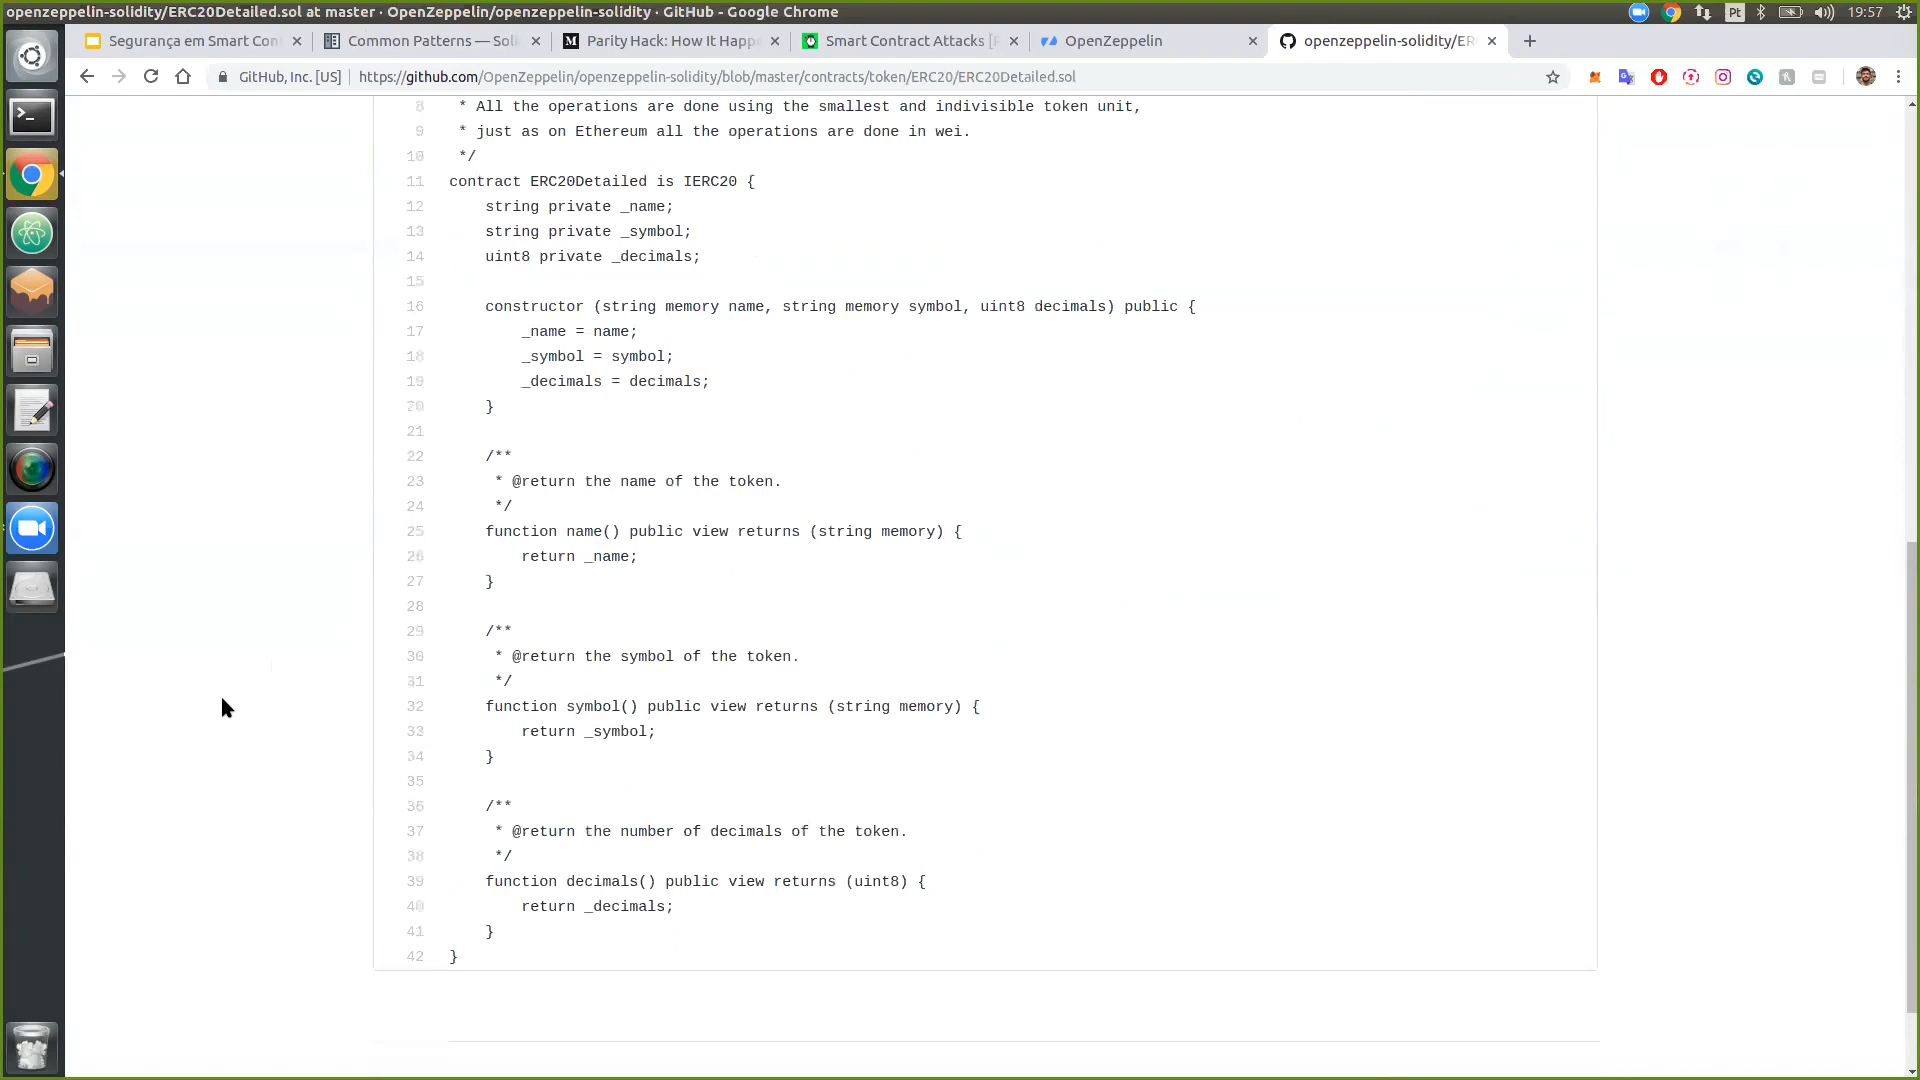 openzeppelin-solidity/ERC20Detailed.sol at master · OpenZeppelin/openzeppelin-solidity · GitHub - Google Chrome
Pt
19:57
Segurança em Smart Con
Common Patterns — Soli
Parity Hack: How It Happ
Smart Contract Attacks [P
OpenZeppelin
openzeppelin-solidity/ER
GitHub, Inc. [US]
https://github.com/OpenZeppelin/openzeppelin-solidity/blob/master/contracts/token/ERC20/ERC20Detailed.sol
8 * All the operations are done using the smallest and indivisible token unit,
9 * just as on Ethereum all the operations are done in wei.
10 */
11 contract ERC20Detailed is IERC20 {
12 string private _name;
13 string private _symbol;
14 uint8 private _decimals;
15
16 constructor (string memory name, string memory symbol, uint8 decimals) public {
17 _name = name;
18 _symbol = symbol;
19 _decimals = decimals;
20 }
21
22 /**
23 * @return the name of the token.
24 */
25 function name() public view returns (string memory) {
26 return _name;
27 }
28
29 /**
30 * @return the symbol of the token.
31 */
32 function symbol() public view returns (string memory) {
33 return _symbol;
34 }
35
36 /**
37 * @return the number of decimals of the token.
38 */
39 function decimals() public view returns (uint8) {
40 return _decimals;
41 }
42 }